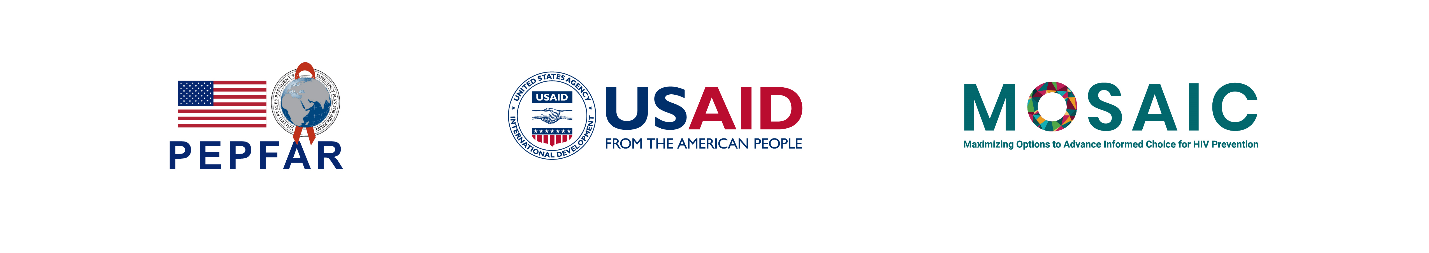 PEPFAR
UNITED STATES AGENCY
INTERNATIONAL DEVELOPMENT
USAID
USAID
FROM THE AMERICAN PEOPLE
MOSAIC
Maximizing Options to Advance Informed Choice for HIV Prevention